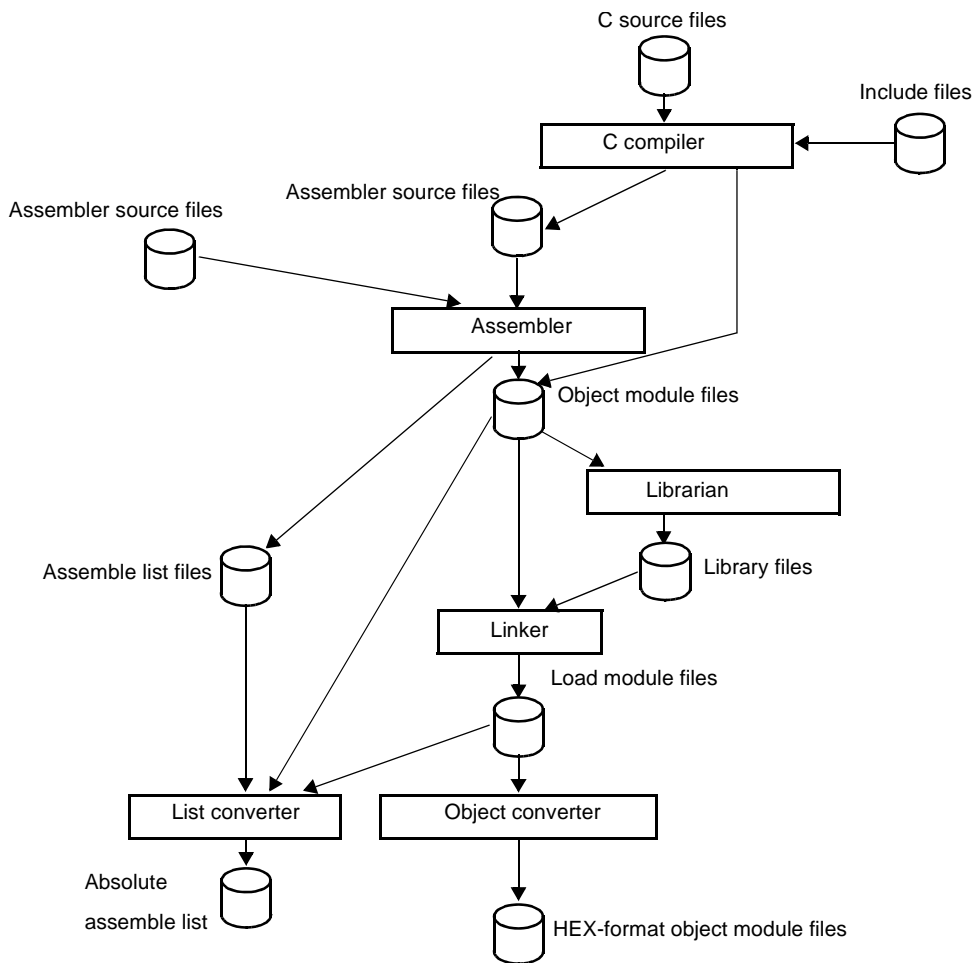 C source files
Include files
C compiler
Assembler source files
Assembler source files
Assembler
Object module files
Librarian
Assemble list files
Library files
Linker
Load module files
List converter
Object converter
Absolute
assemble list
HEX-format object module files